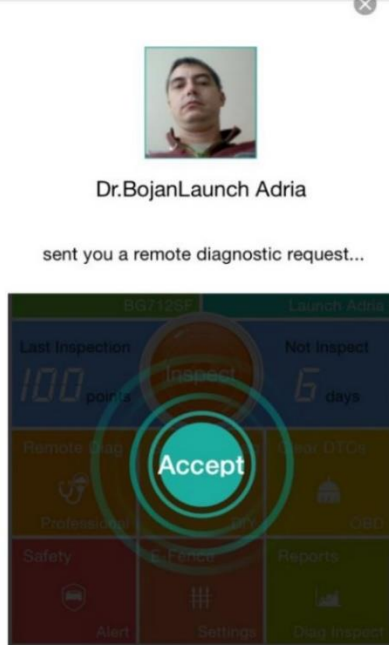 Dr.BojanLaunch Adria
sent you a remote diagnostic request...
BG712SF
Launch Adria
Last Inspection
Not Inspect
100 points
Inspect
6 days
Accept
Remote Diag
Clear DTCs
Professional
DIY
OBD
Safety
E-Fence
Reports
Alert
Settings
Diag Inspect